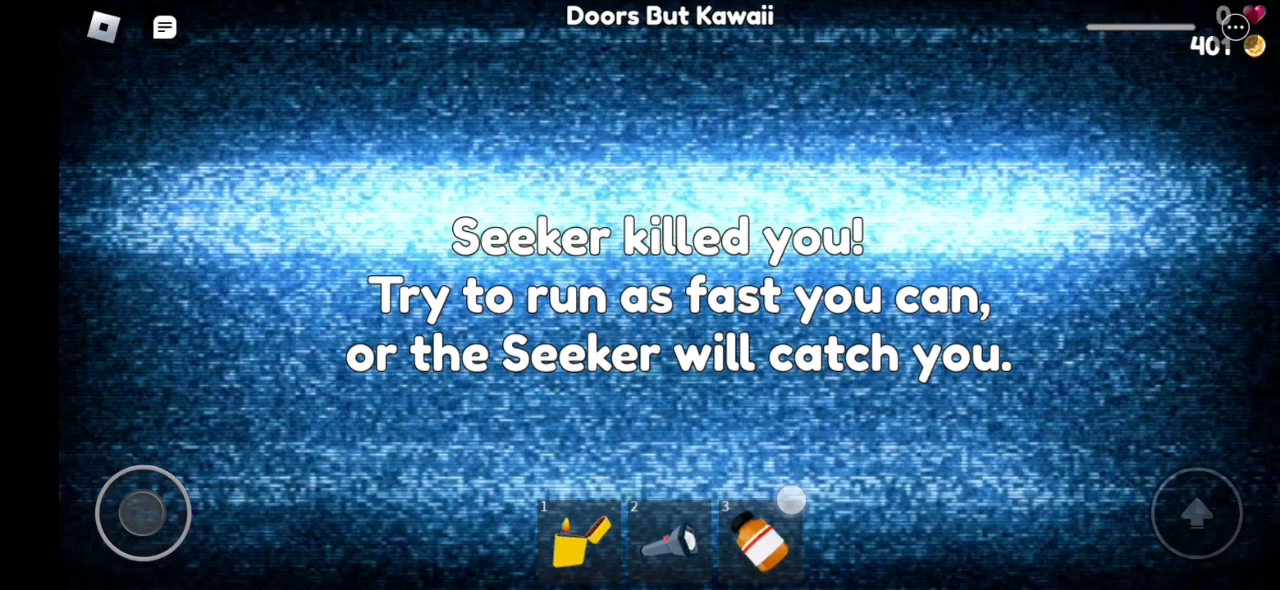 Doors But Kawaii
0
401
Seeker killed you!
Try to run as fast you can,
or the Seeker will catch you.
1
2
3